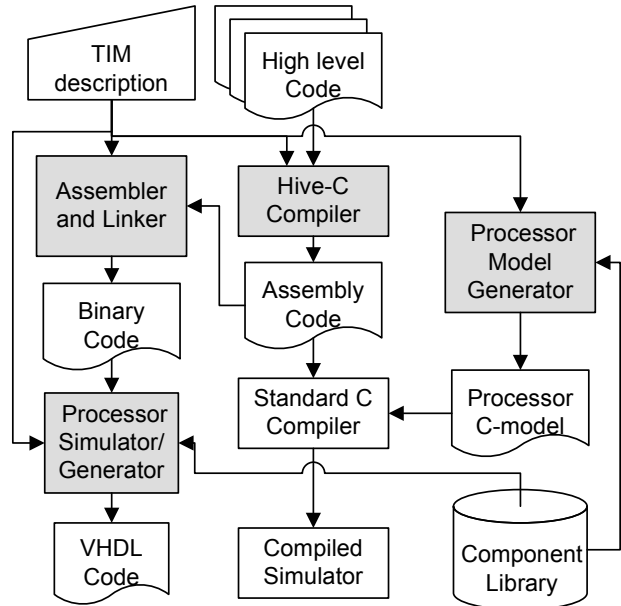 TIM
description
High level
Code
Assembler
and Linker
Hive-C
Compiler
Processor
Model
Generator
Binary
Code
Assembly
Code
Processor
Simulator/
Generator
Standard C
Compiler
Processor
C-model
VHDL
Code
Compiled
Simulator
Component
Library